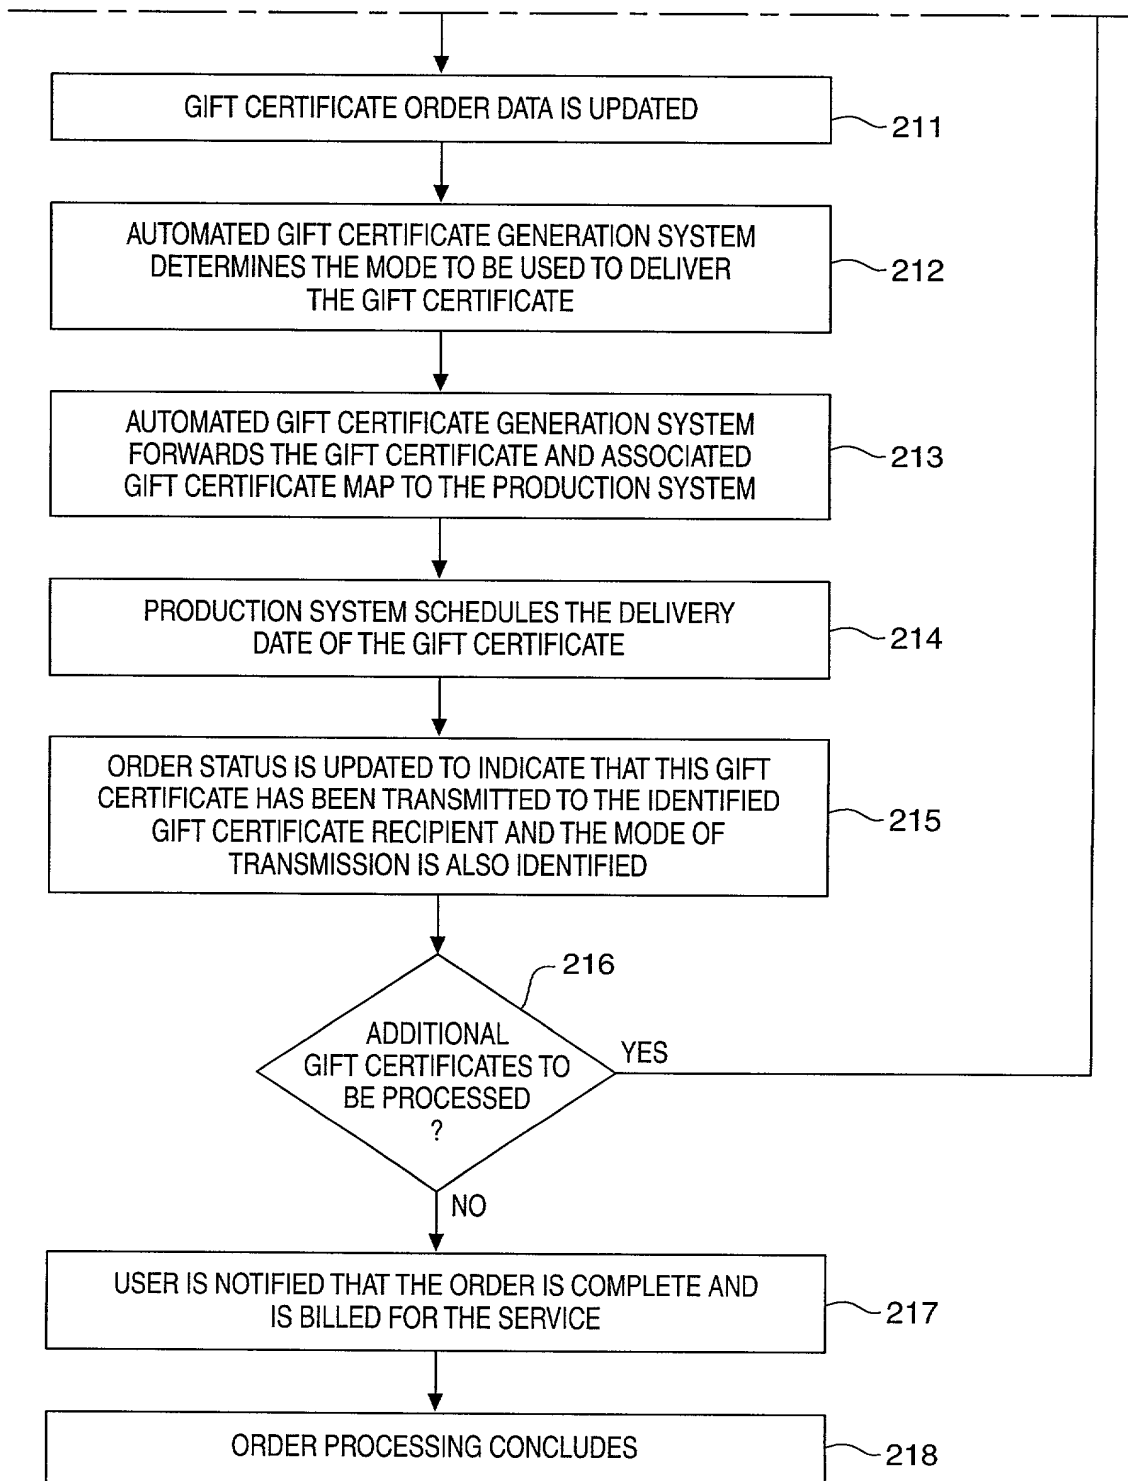 GIFT CERTIFICATE ORDER DATA IS UPDATED
211
AUTOMATED GIFT CERTIFICATE GENERATION SYSTEM
DETERMINES THE MODE TO BE USED TO DELIVER
THE GIFT CERTIFICATE
212
AUTOMATED GIFT CERTIFICATE GENERATION SYSTEM
FORWARDS THE GIFT CERTIFICATE AND ASSOCIATED
GIFT CERTIFICATE MAP TO THE PRODUCTION SYSTEM
213
PRODUCTION SYSTEM SCHEDULES THE DELIVERY
DATE OF THE GIFT CERTIFICATE
214
ORDER STATUS IS UPDATED TO INDICATE THAT THIS GIFT
CERTIFICATE HAS BEEN TRANSMITTED TO THE IDENTIFIED
GIFT CERTIFICATE RECIPIENT AND THE MODE OF
TRANSMISSION IS ALSO IDENTIFIED
215
216
ADDITIONAL
GIFT CERTIFICATES TO
BE PROCESSED
?
YES
NO
USER IS NOTIFIED THAT THE ORDER IS COMPLETE AND
IS BILLED FOR THE SERVICE
217
ORDER PROCESSING CONCLUDES
218